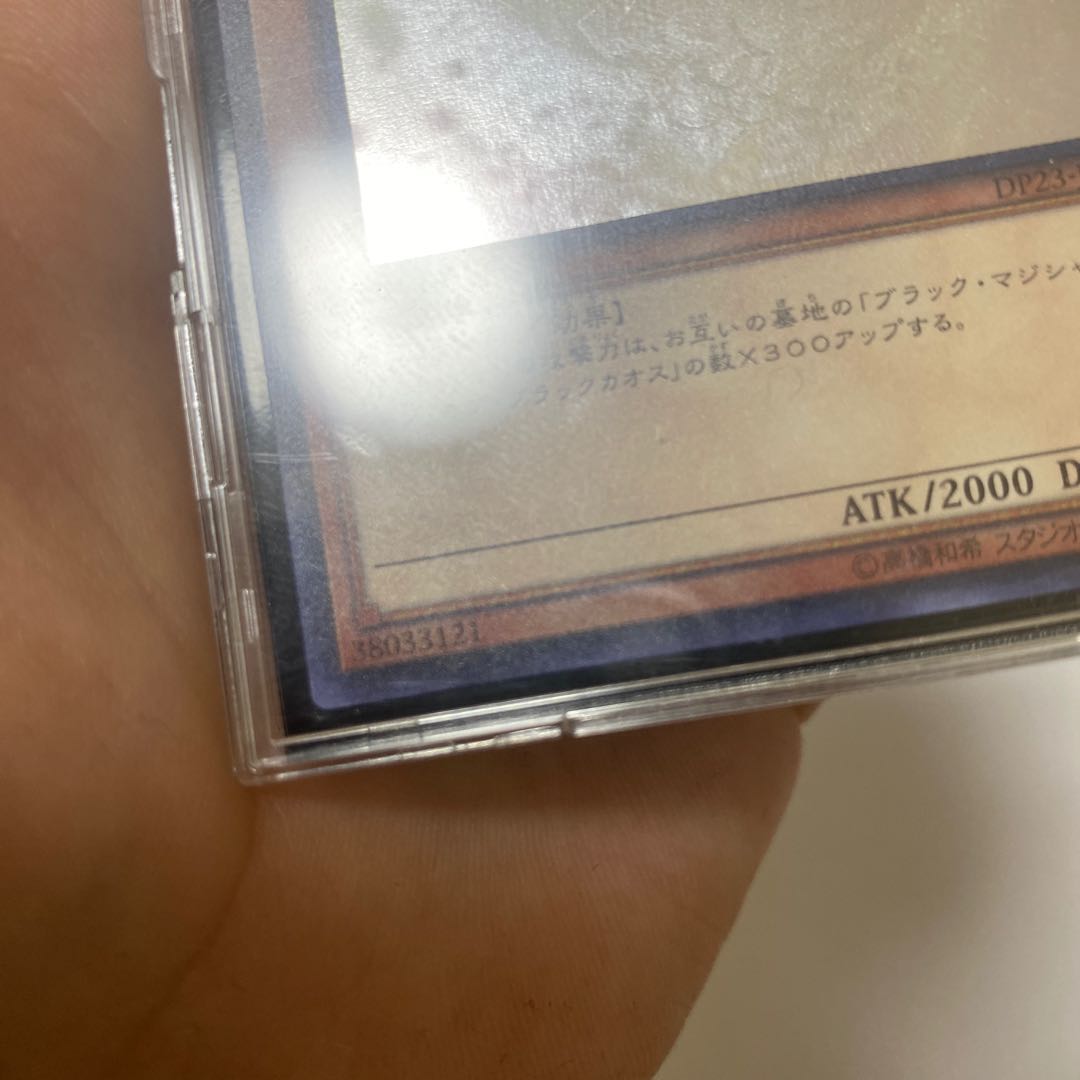 DP23-
効果】
攻撃力は、お互いの墓地の「ブラック・マジシャ
ラックカオス」の数×300アップする。
ATK/2000 D
38033121
©高橋和希 スタジオ